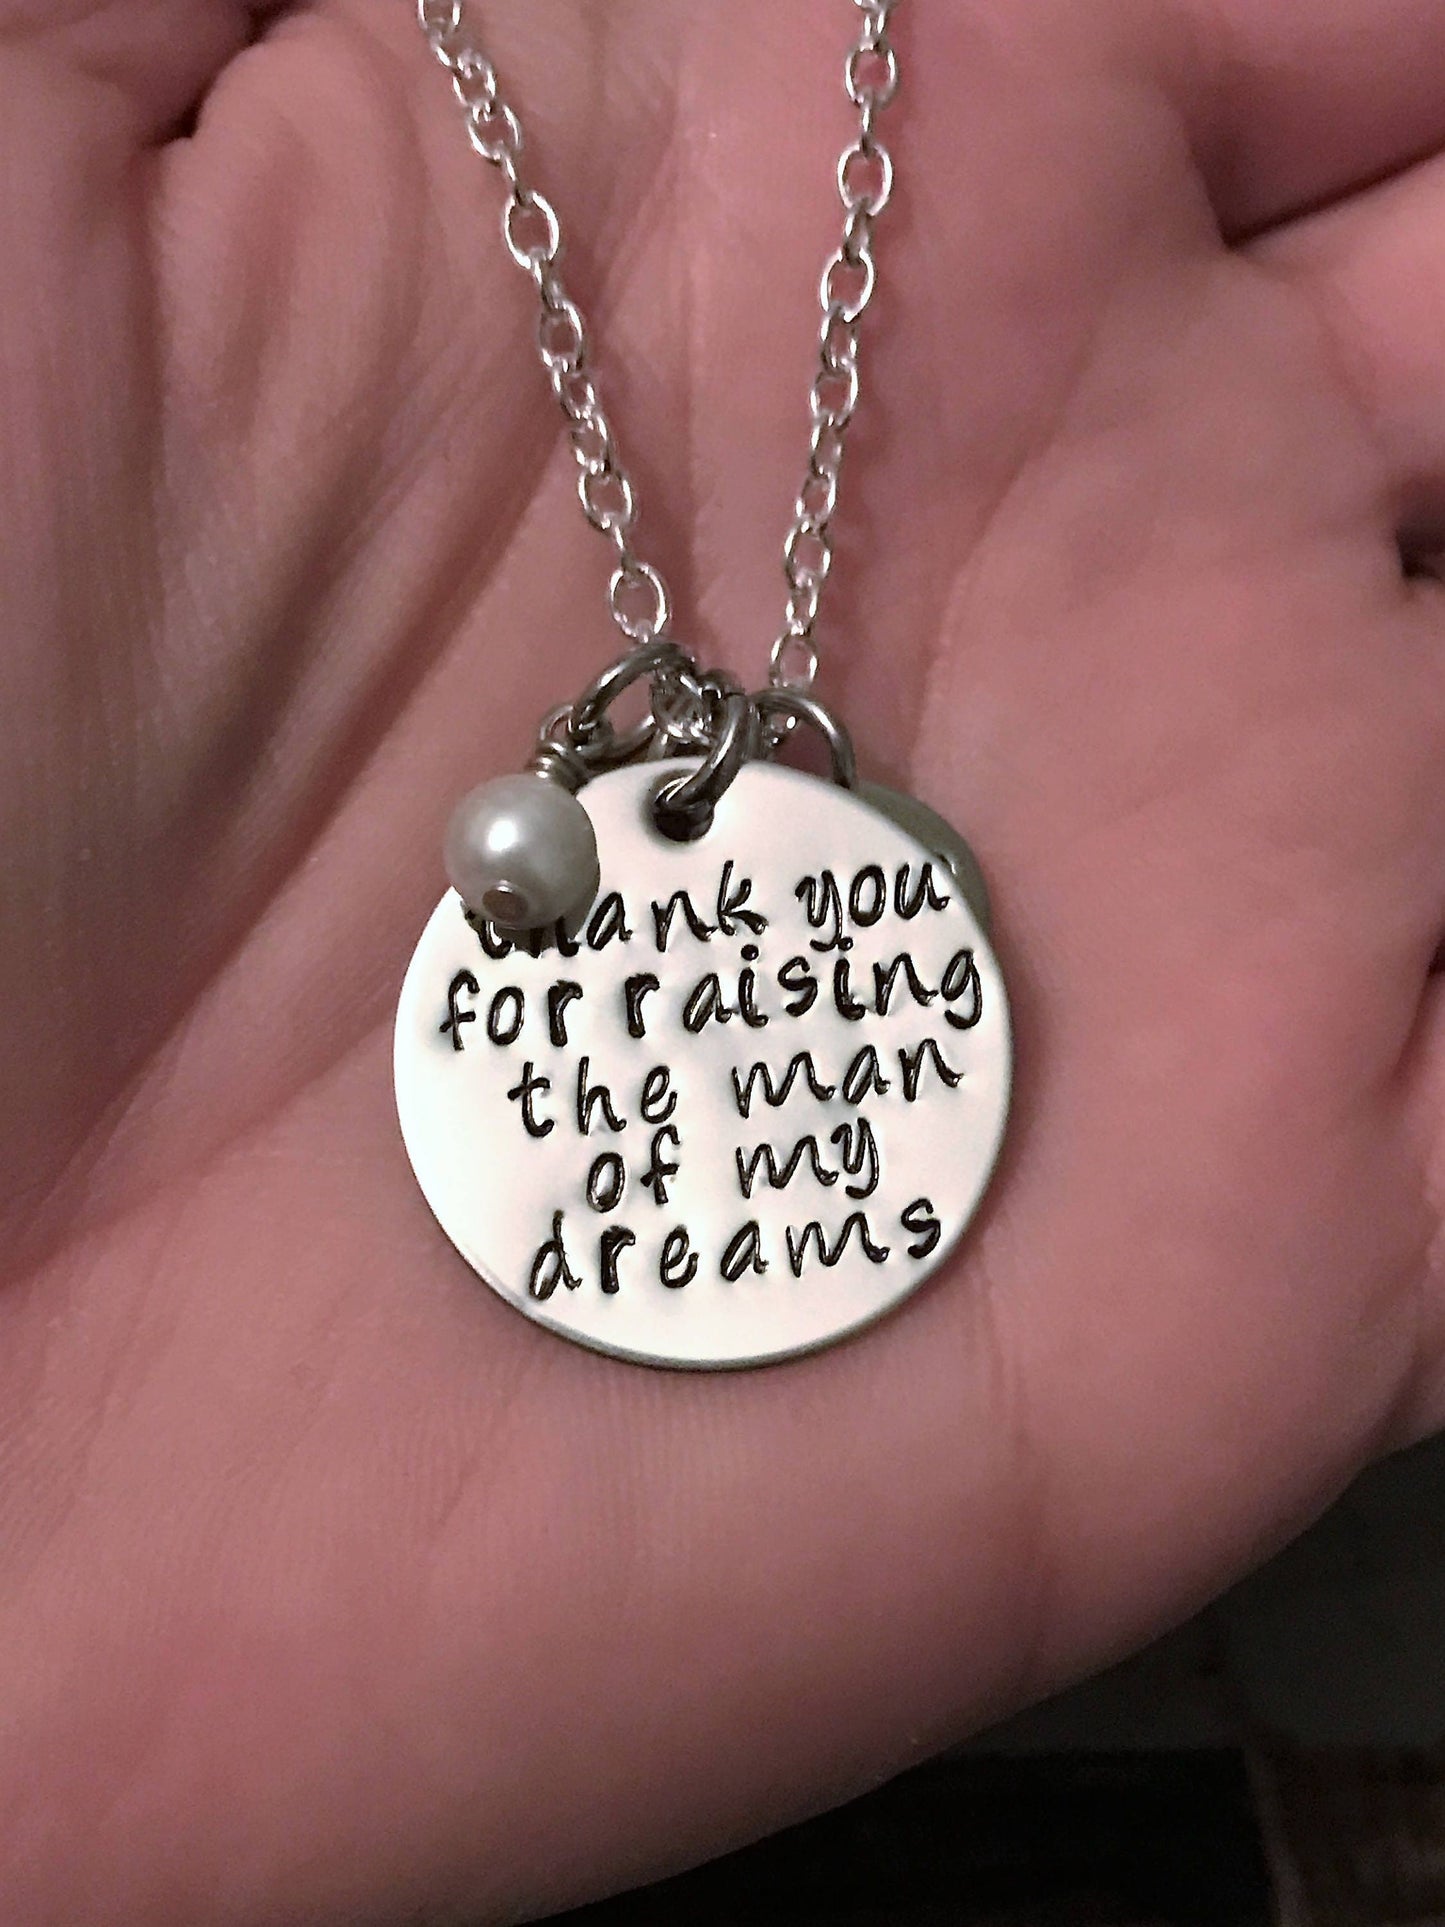 thank you
for raising
the man
of my
dreams